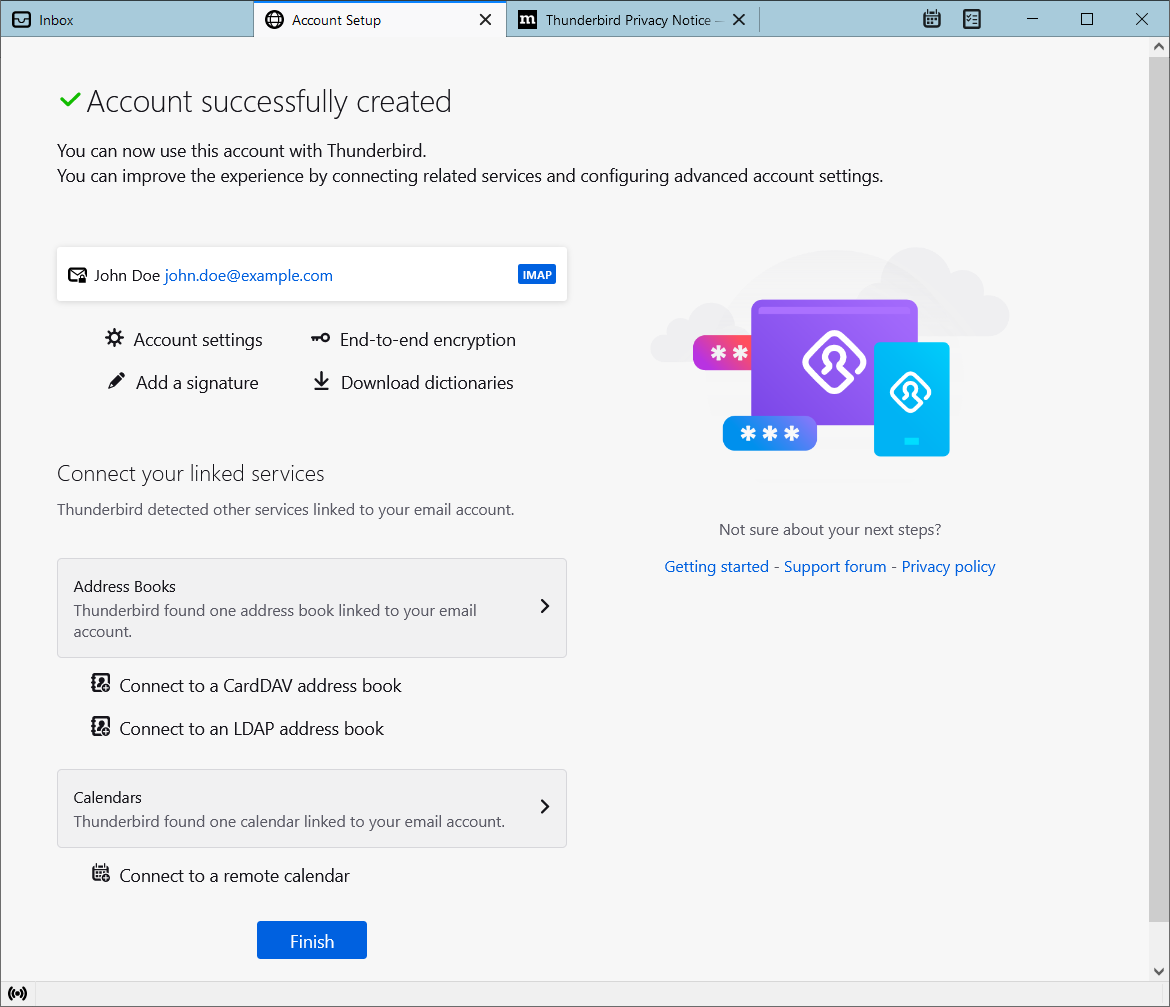 Inbox
Account Setup
m Thunderbird Privacy Notice –
Account successfully created
You can now use this account with Thunderbird.
You can improve the experience by connecting related services and configuring advanced account settings.
John Doe john.doe@example.com IMAP
Account settings
End-to-end encryption
Add a signature
Download dictionaries
***
***
Connect your linked services
Thunderbird detected other services linked to your email account.
Not sure about your next steps?
Getting started - Support forum - Privacy policy
Address Books
Thunderbird found one address book linked to your email
account.
Connect to a CardDAV address book
Connect to an LDAP address book
Calendars
Thunderbird found one calendar linked to your email account.
Connect to a remote calendar
Finish